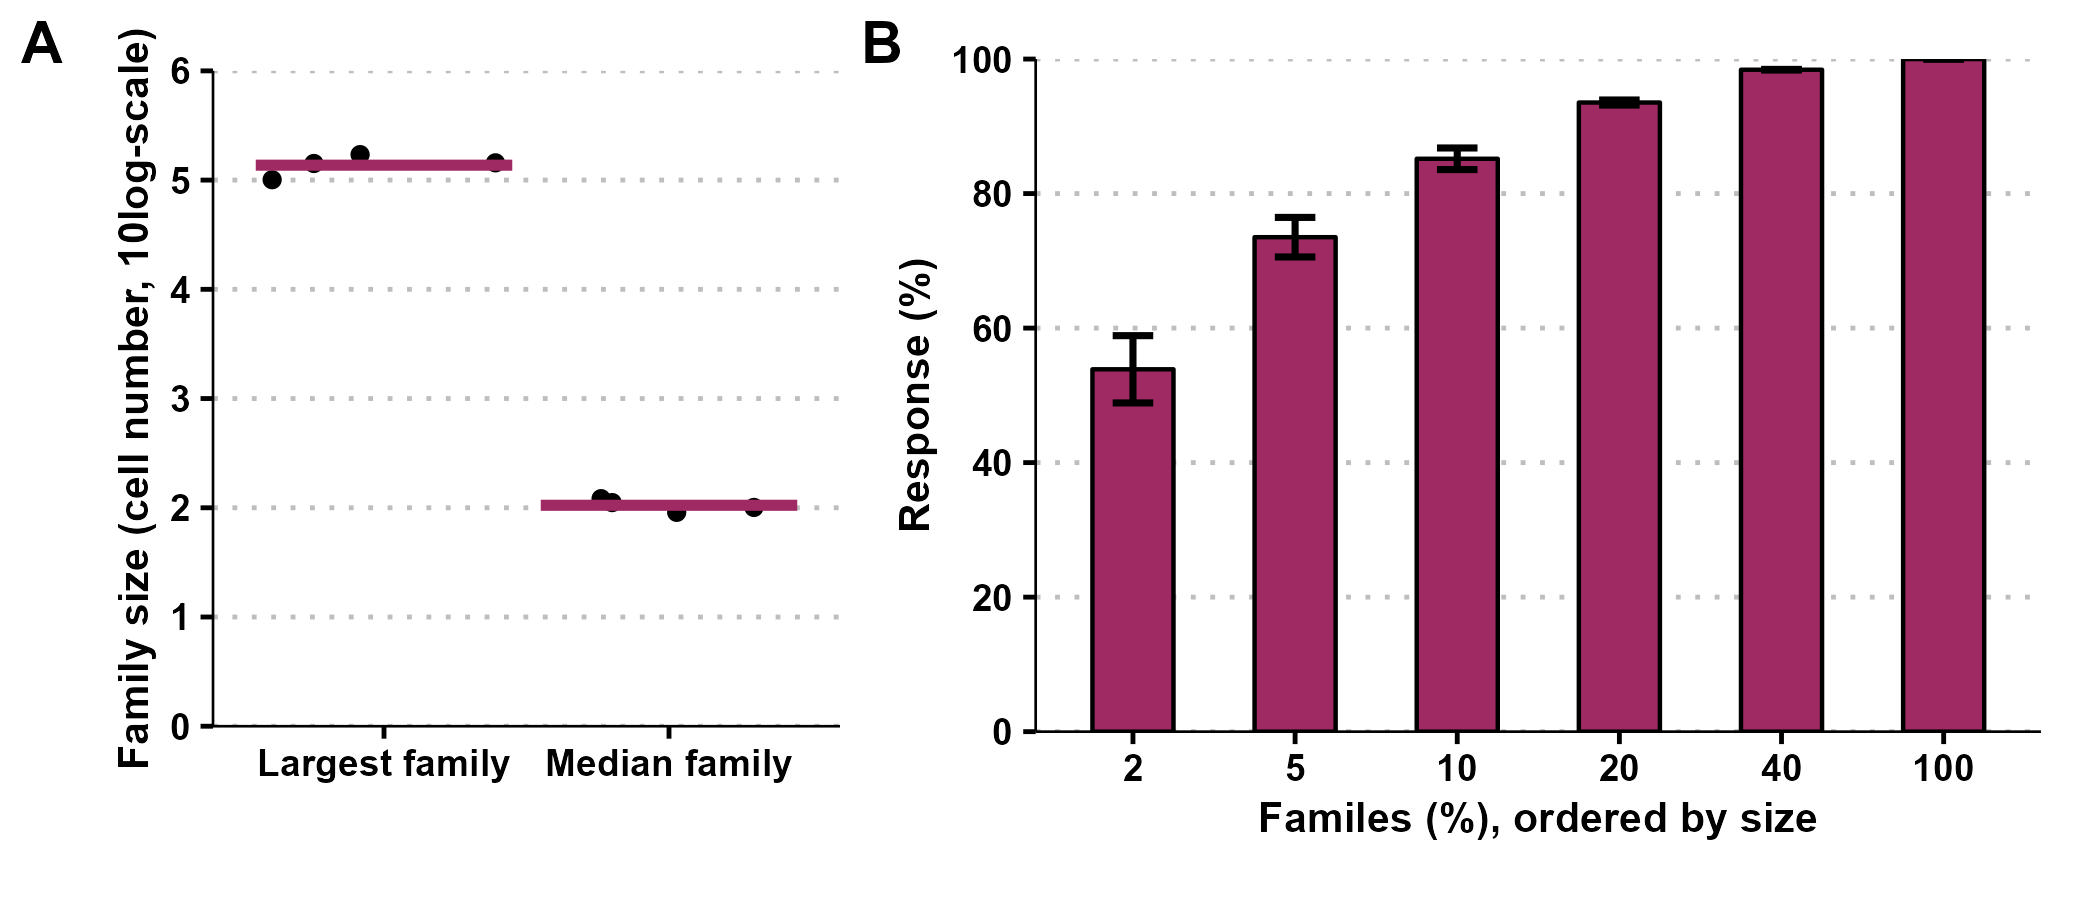 A
Family size (cell number, 10log-scale)
6
5
4
3
2
1
0
Largest family Median family
B
Response (%)
100
80
60
40
20
0
2 5 10 20 40 100
Familes (%), ordered by size